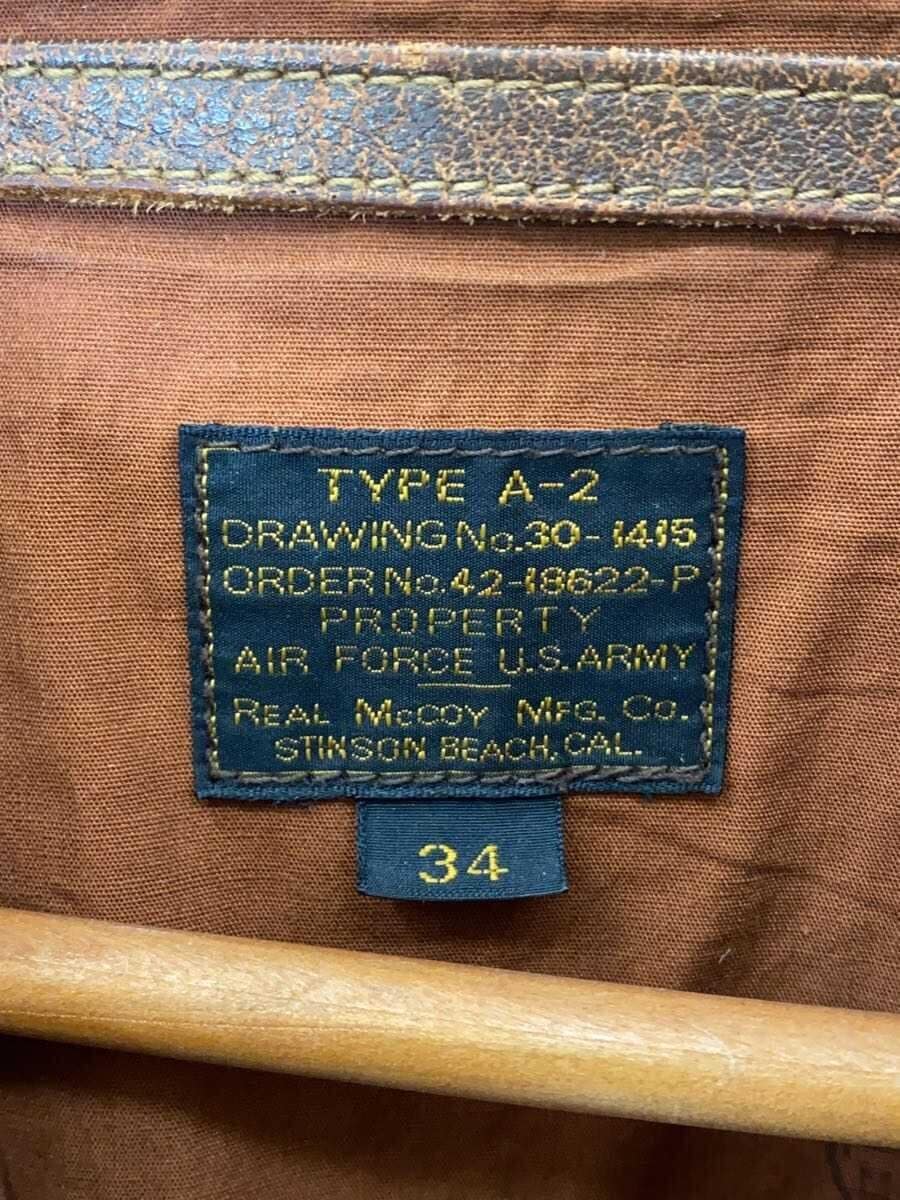 TYPE A-2
DRAWING No. 30-1415
ORDER No. 42-18622-P
PROPERTY
AIR FORCE U.S. ARMY
REAL McCOY MFG. CO.
STINSON BEACH, CAL.
34